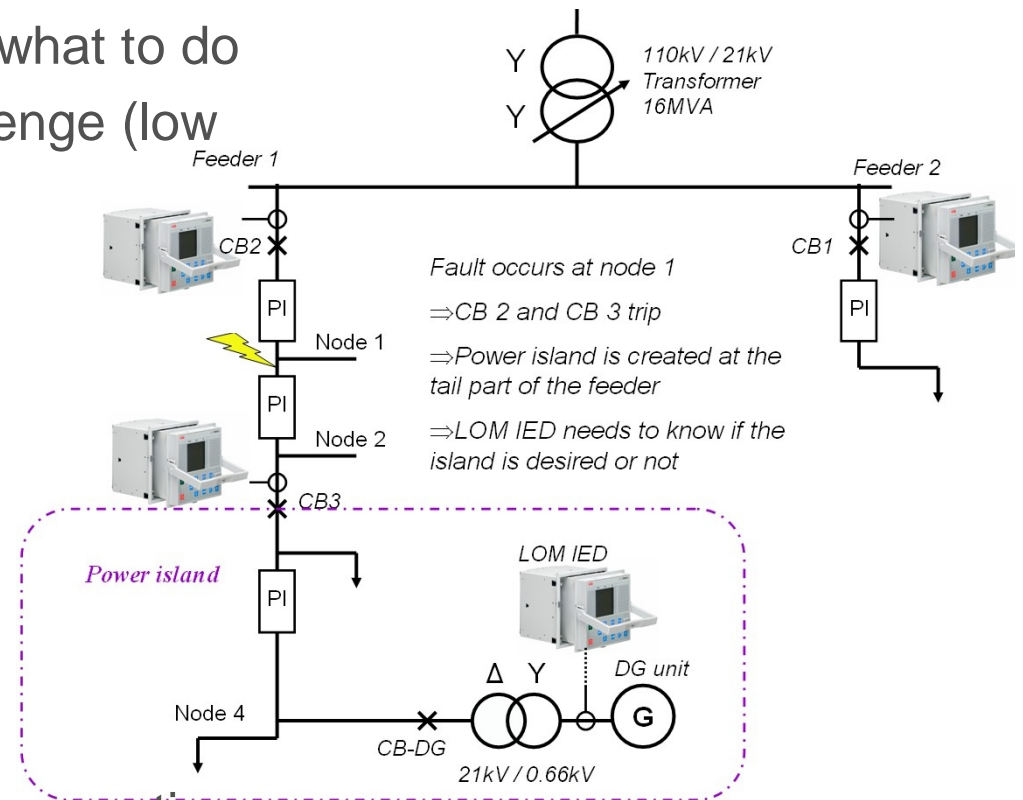 what to do
enge (low
Y
Y
110kV / 21kV
Transformer
16MVA
Feeder 1
Feeder 2
CB2
CB1
PI
PI
Fault occurs at node 1
⇒CB 2 and CB 3 trip
⇒Power island is created at the
tail part of the feeder
⇒LOM IED needs to know if the
island is desired or not
Node 1
PI
Node 2
CB3
Power island
PI
LOM IED
Δ Y
DG unit
G
Node 4
CB-DG
21kV / 0.66kV